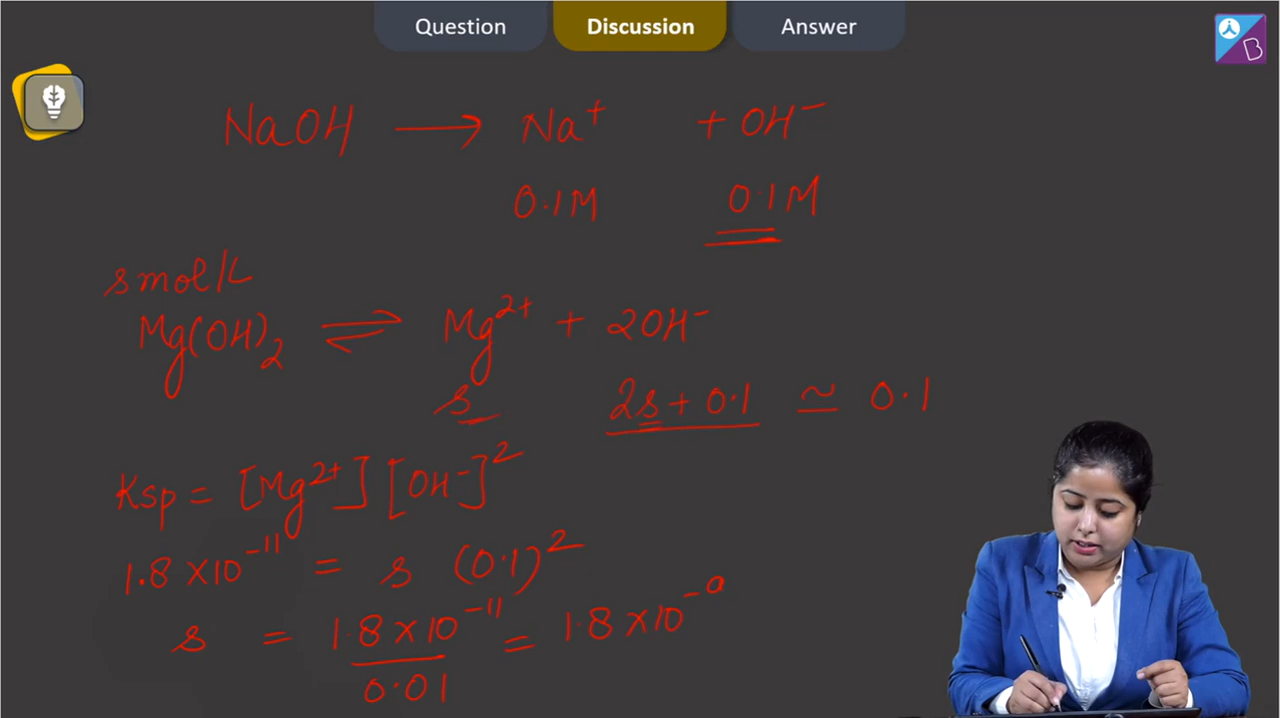 Question Discussion Answer
B
NaOH → Na⁺ + OH⁻
0.1M 0.1M
s mol/L
Mg(OH)₂ ⇌ Mg²⁺ + 2OH⁻
s 2s + 0.1 ≃ 0.1
Ksp = [Mg²⁺] [OH⁻]²
1.8 × 10⁻¹¹ = s (0.1)²
s = 1.8 × 10⁻¹¹ = 1.8 × 10⁻
0.01